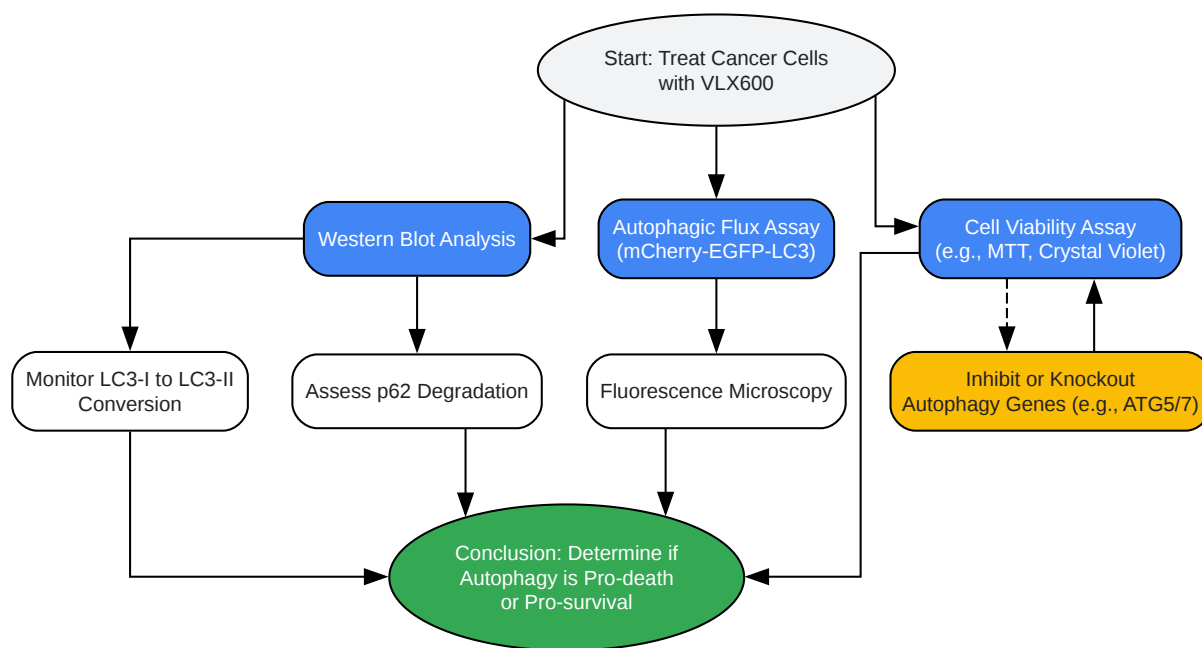 Start: Treat Cancer Cells
with VLX600
Western Blot Analysis
Autophagic Flux Assay
(mCherry-EGFP-LC3)
Cell Viability Assay
(e.g., MTT, Crystal Violet)
Monitor LC3-I to LC3-II
Conversion
Assess p62 Degradation
Fluorescence Microscopy
Inhibit or Knockout
Autophagy Genes (e.g., ATG5/7)
Conclusion: Determine if
Autophagy is Pro-death
or Pro-survival